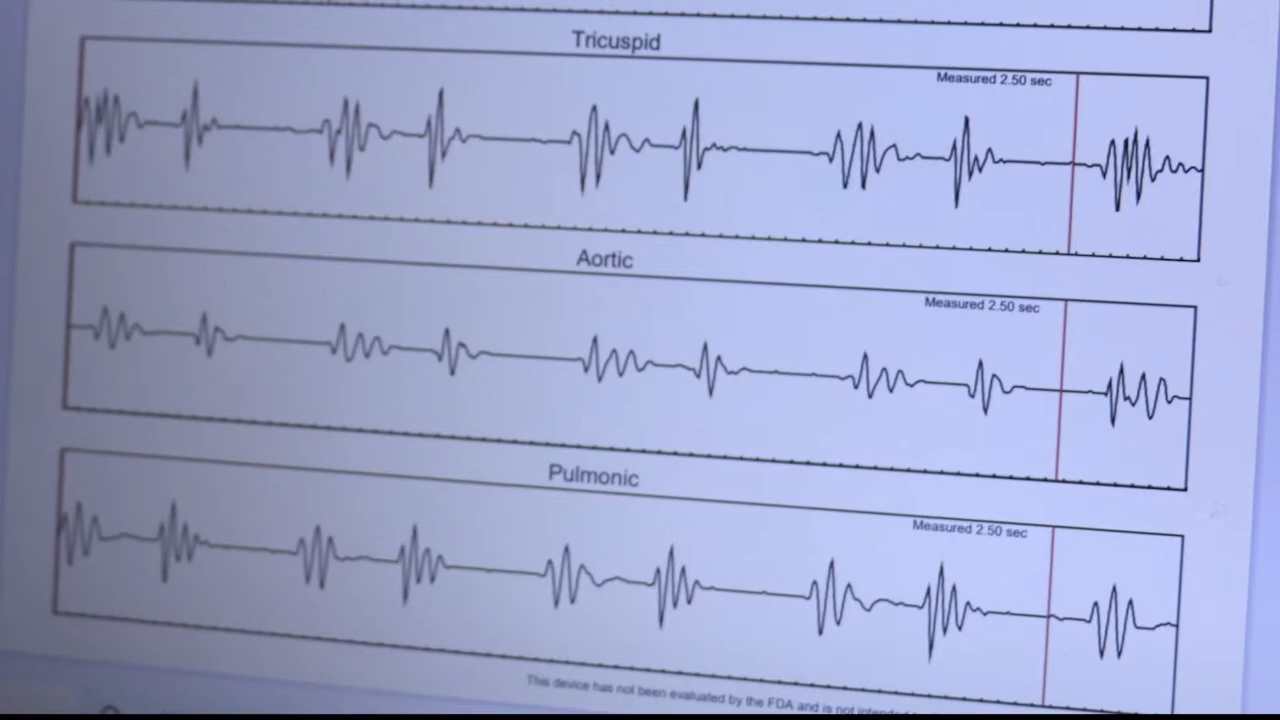 Tricuspid
Measured 2.50 sec
Aortic
Measured 2.50 sec
Pulmonic
Measured 2.50 sec
This device has not been evaluated by the FDA and is not intended